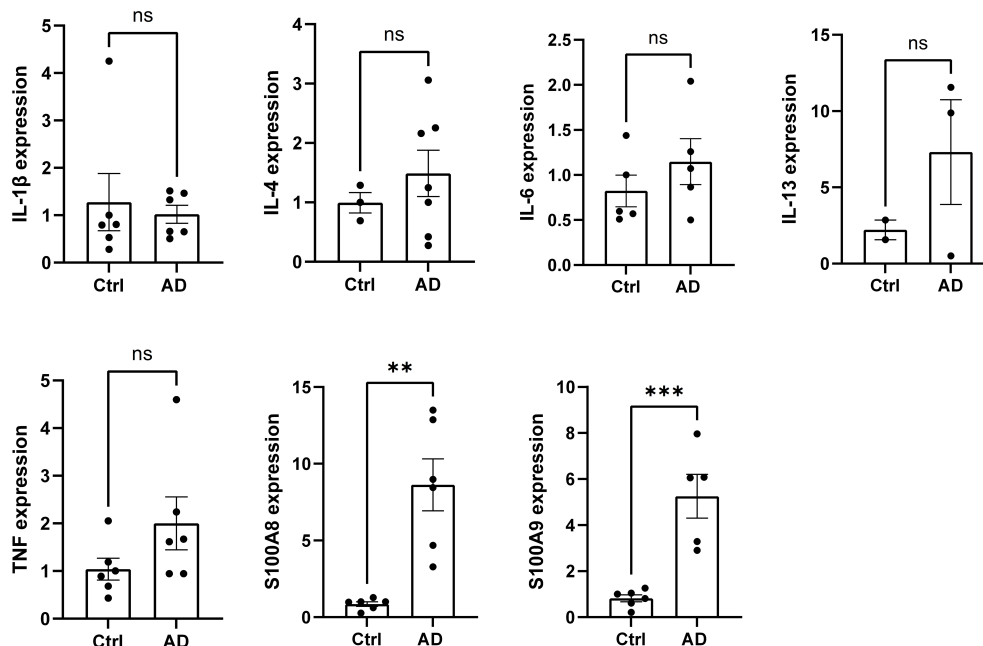 ns
IL-1β expression
5
4
3
2
1
0
Ctrl AD
ns
IL-4 expression
4
3
2
1
0
Ctrl AD
ns
IL-6 expression
2.5
2.0
1.5
1.0
0.5
0.0
Ctrl AD
ns
IL-13 expression
15
10
5
0
Ctrl AD
ns
TNF expression
5
4
3
2
1
0
Ctrl AD
**
S100A8 expression
15
10
5
0
Ctrl AD
***
S100A9 expression
10
8
6
4
2
0
Ctrl AD